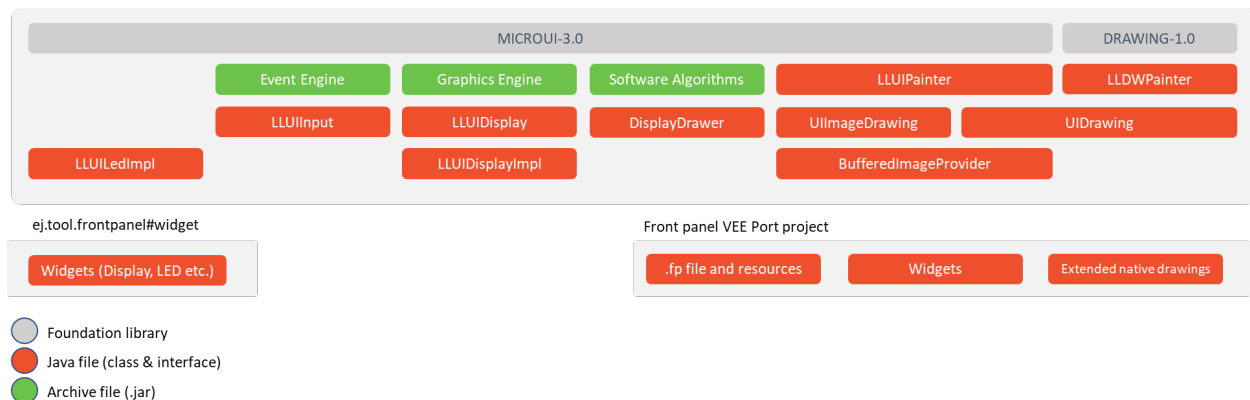 MICROUI-3.0
DRAWING-1.0
Event Engine
Graphics Engine
Software Algorithms
LLUIPainter
LLDWPainter
LLUIInput
LLUIDisplay
DisplayDrawer
UIImageDrawing
UIDrawing
LLUILedImpl
LLUIDisplayImpl
BufferedImageProvider
ej.tool.frontpanel#widget
Front panel VEE Port project
Widgets (Display, LED etc.)
.fp file and resources
Widgets
Extended native drawings
Foundation library
Java file (class & interface)
Archive file (.jar)